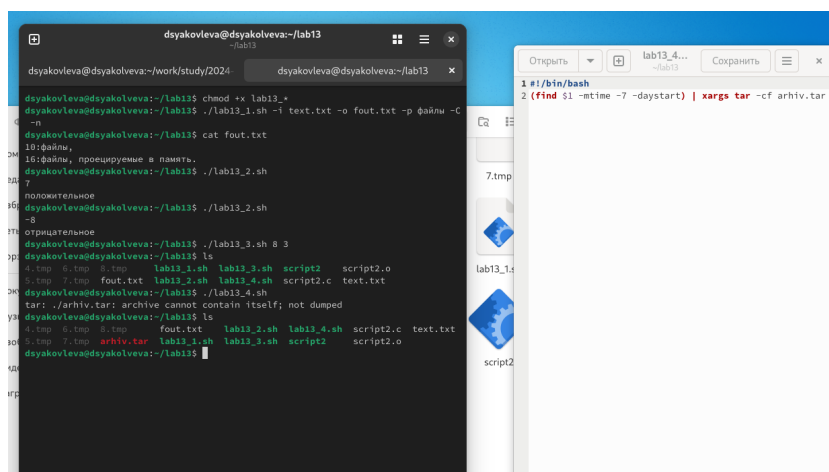 dsyakovleva@dsyakolveva:~/lab13
~/lab13
dsyakovleva@dsyakolveva:~/work/study/2024-
dsyakovleva@dsyakolveva:~/lab13
dsyakovleva@dsyakolveva:~/lab13$ chmod +x lab13_*
dsyakovleva@dsyakolveva:~/lab13$ ./lab13_1.sh -i text.txt -o fout.txt -p файлы -C
-n
dsyakovleva@dsyakolveva:~/lab13$ cat fout.txt
10:файлы,
16:файлы, проецируемые в память.
dsyakovleva@dsyakolveva:~/lab13$ ./lab13_2.sh
7
положительное
dsyakovleva@dsyakolveva:~/lab13$ ./lab13_2.sh
-8
отрицательное
dsyakovleva@dsyakolveva:~/lab13$ ./lab13_3.sh 8 3
dsyakovleva@dsyakolveva:~/lab13$ ls
4.tmp 6.tmp 8.tmp lab13_1.sh lab13_3.sh script2 script2.o
5.tmp 7.tmp fout.txt lab13_2.sh lab13_4.sh script2.c text.txt
dsyakovleva@dsyakolveva:~/lab13$ ./lab13_4.sh
tar: ./arhiv.tar: archive cannot contain itself; not dumped
dsyakovleva@dsyakolveva:~/lab13$ ls
4.tmp 6.tmp 8.tmp fout.txt lab13_2.sh lab13_4.sh script2.c text.txt
5.tmp 7.tmp arhiv.tar lab13_1.sh lab13_3.sh script2 script2.o
dsyakovleva@dsyakolveva:~/lab13$
7.tmp
lab13_1.s
script2
Открыть
lab13_4...
~/lab13
Сохранить
1 #!/bin/bash
2 (find $1 -mtime -7 -daystart) | xargs tar -cf arhiv.tar